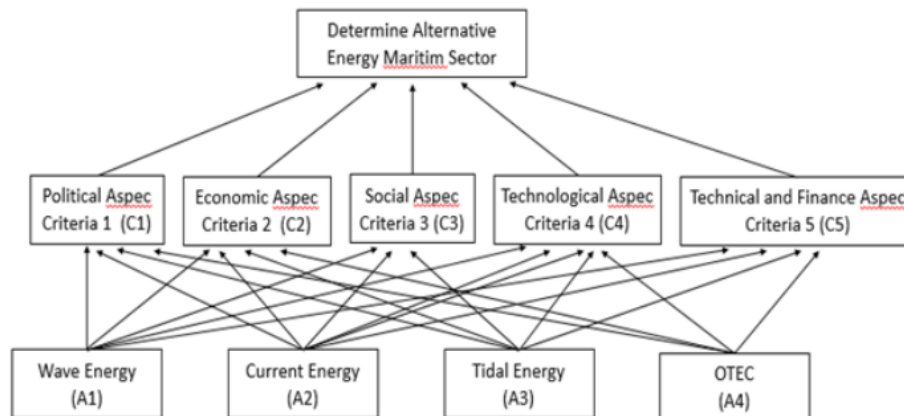 Determine Alternative
Energy Maritim Sector
Political Aspec
Criteria 1 (C1)
Economic Aspec
Criteria 2 (C2)
Social Aspec
Criteria 3 (C3)
Technological Aspec
Criteria 4 (C4)
Technical and Finance Aspec
Criteria 5 (C5)
Wave Energy
(A1)
Current Energy
(A2)
Tidal Energy
(A3)
OTEC
(A4)